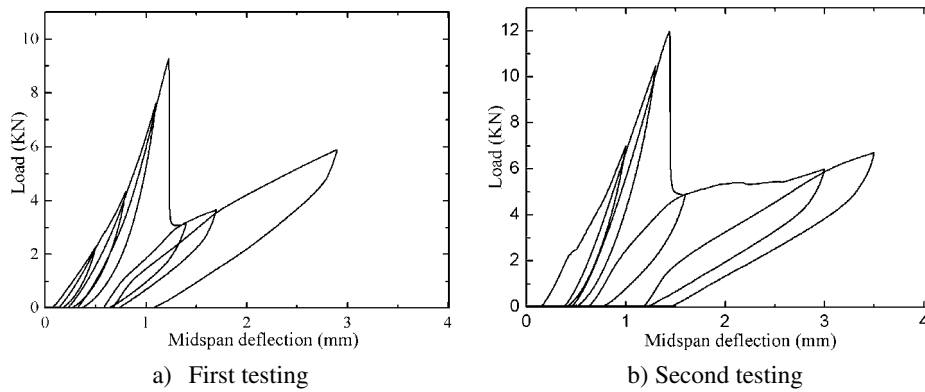 10
8
6
4
2
0
Load (KN)
0 1 2 3 4
Midspan deflection (mm)
a) First testing
12
10
8
6
4
2
0
Load (KN)
0 1 2 3 4
Midspan deflection (mm)
b) Second testing